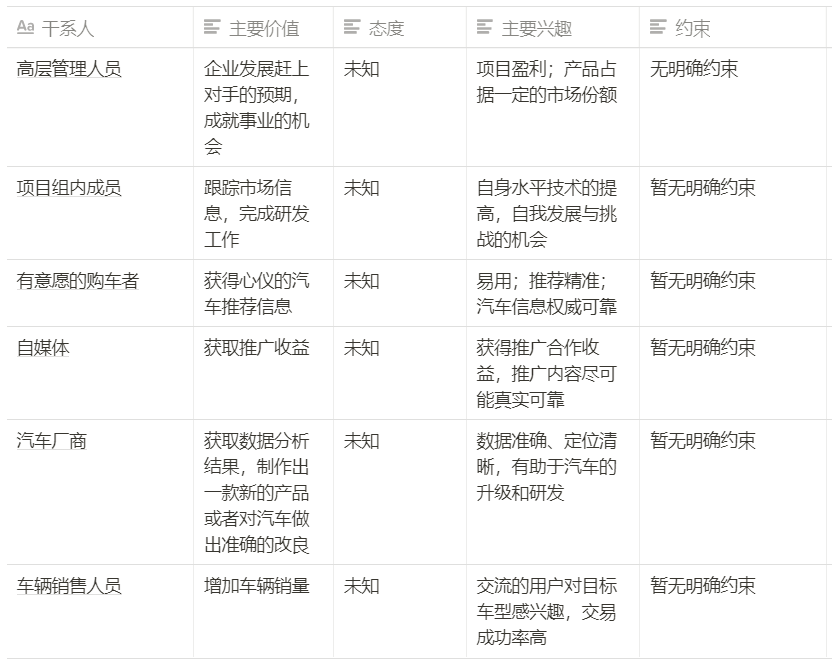 Aa 干系人 主要价值 态度 主要兴趣 约束
高层管理人员 企业发展赶上 未知 项目盈利；产品占 无明确约束
对手的预期， 据一定的市场份额
成就事业的机
会
项目组内成员 跟踪市场信 未知 自身水平技术的提 暂无明确约束
息，完成研发 高，自我发展与挑
工作 战的机会
有意愿的购车者 获得心仪的汽 未知 易用；推荐精准； 暂无明确约束
车推荐信息 汽车信息权威可靠
自媒体 获取推广收益 未知 获得推广合作收 暂无明确约束
益，推广内容尽可
能真实可靠
汽车厂商 获取数据分析 未知 数据准确、定位清 暂无明确约束
结果，制作出 晰，有助于汽车的
一款新的产品 升级和研发
或者对汽车做
出准确的改良
车辆销售人员 增加车辆销量 未知 交流的用户对目标 暂无明确约束
车型感兴趣，交易
成功率高